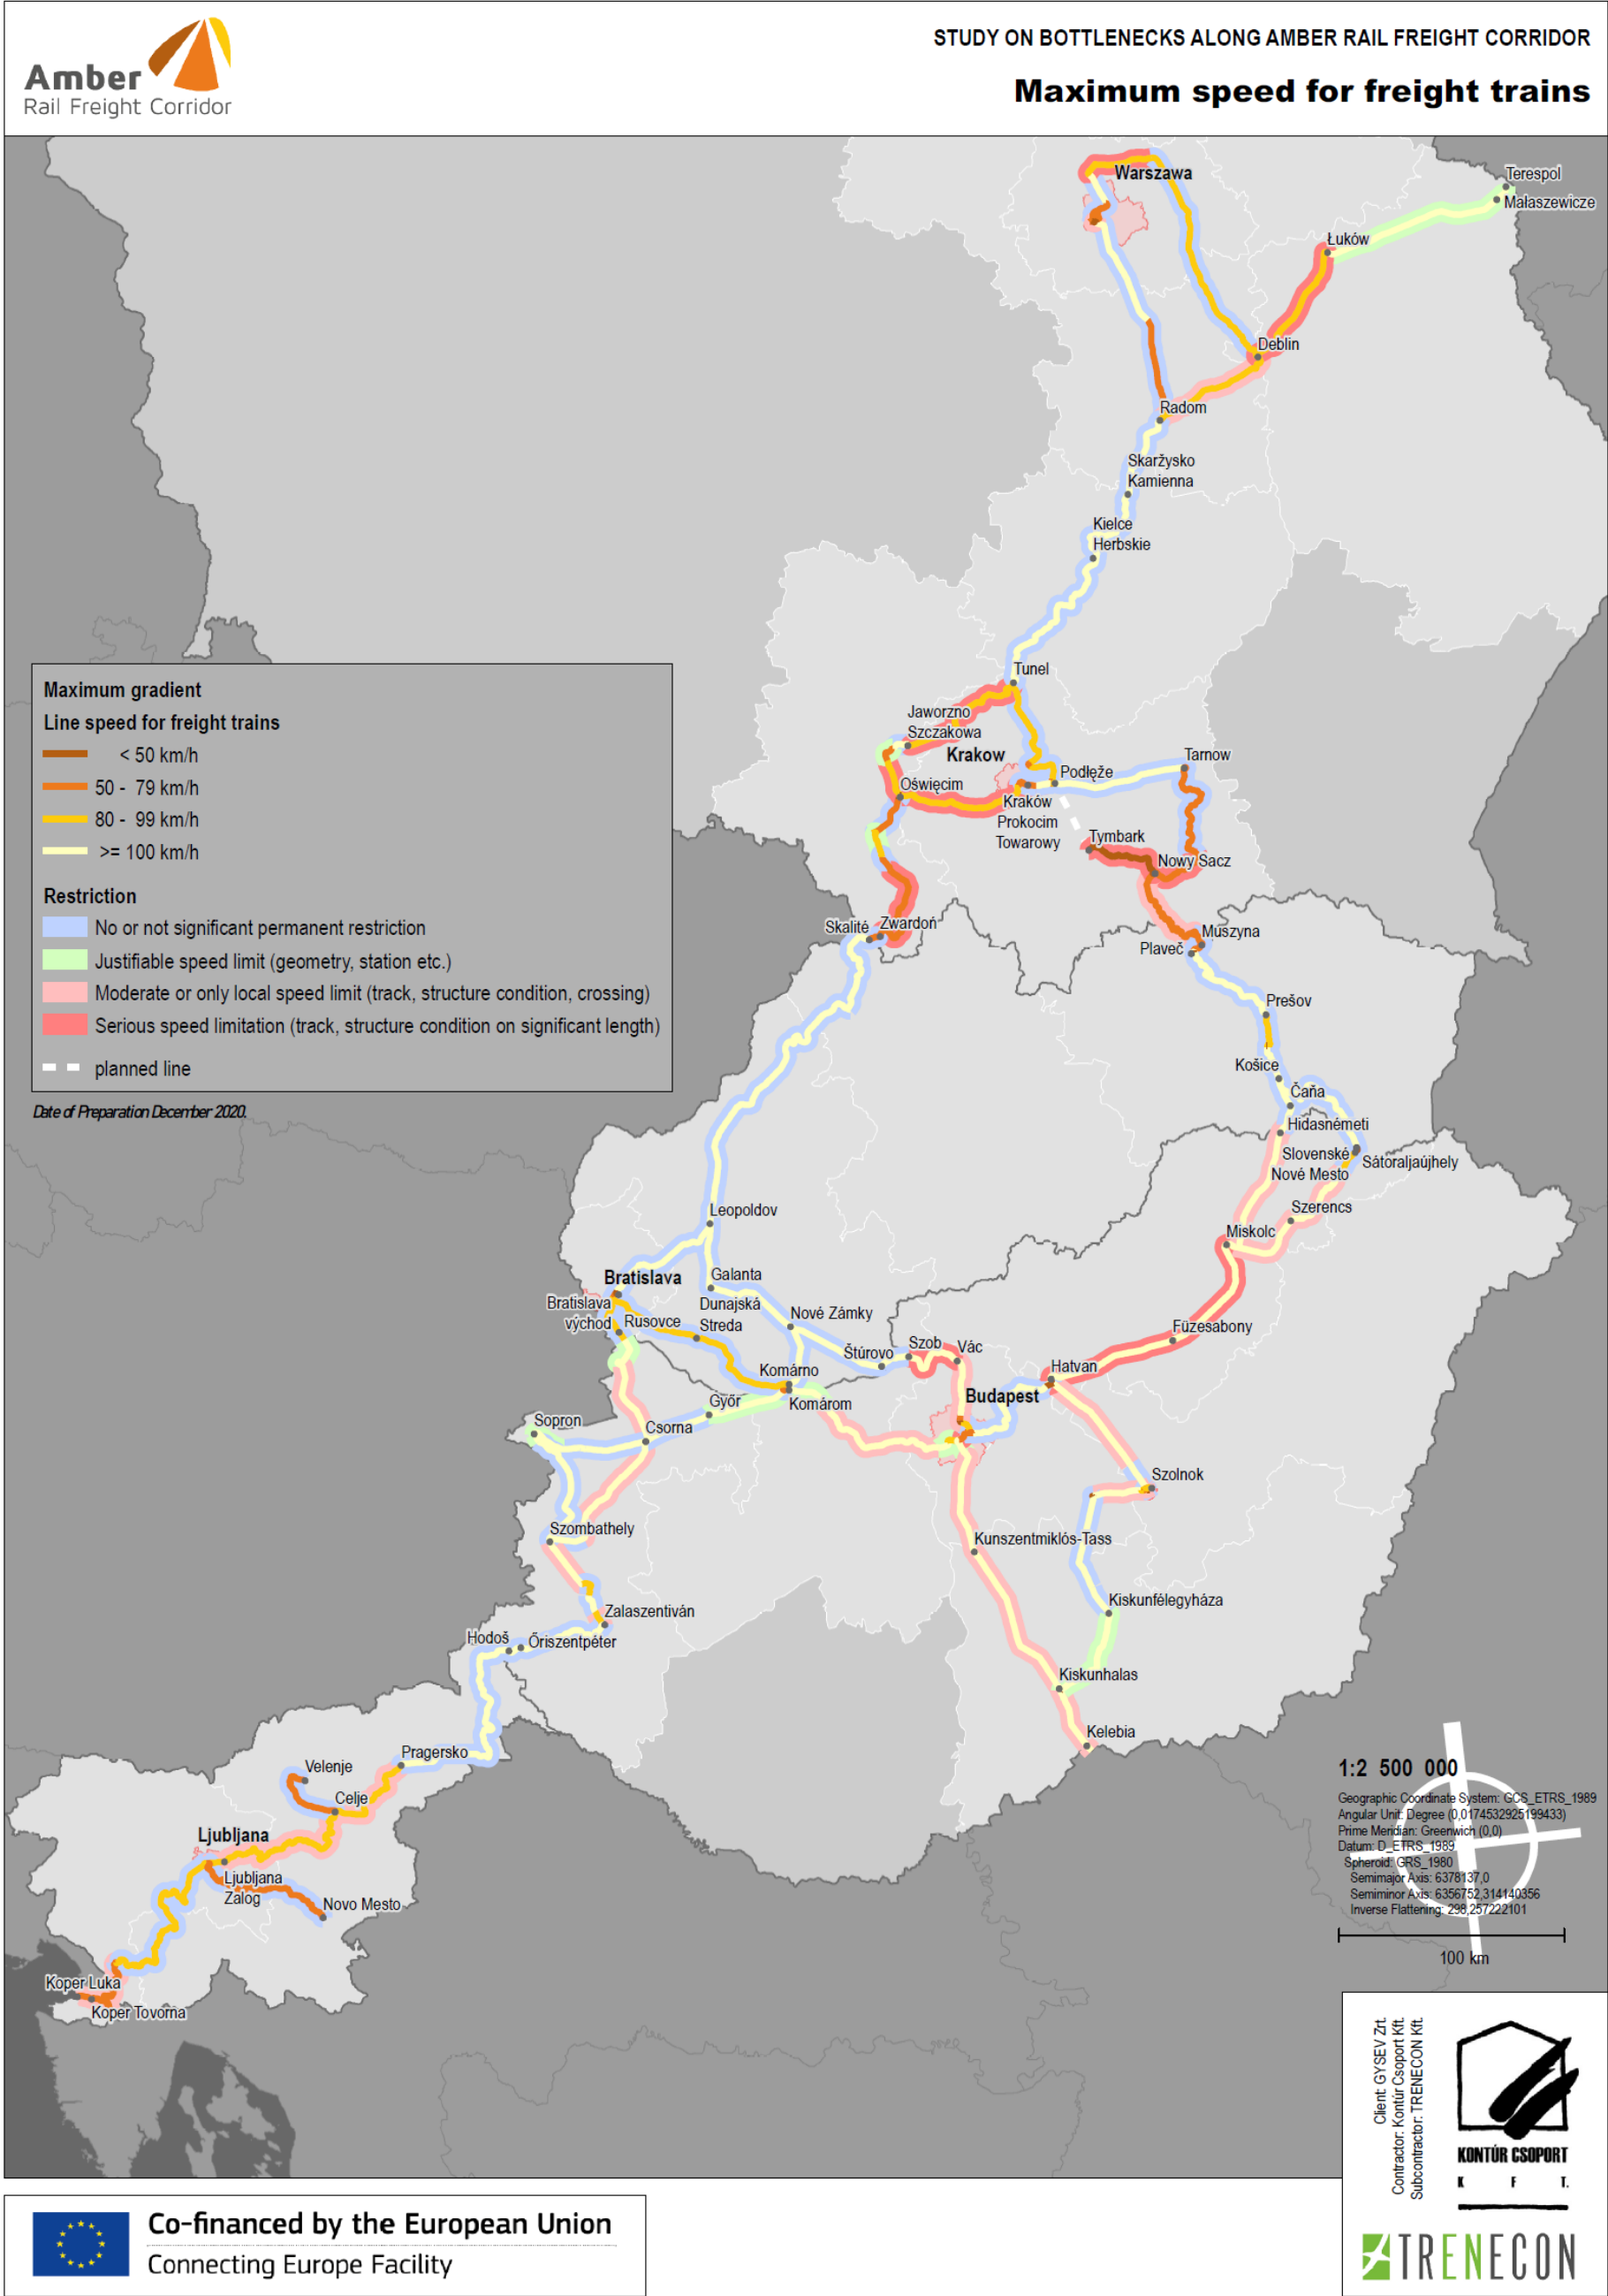 Amber
Rail Freight Corridor
STUDY ON BOTTLENECKS ALONG AMBER RAIL FREIGHT CORRIDOR
Maximum speed for freight trains
Warszawa
Terespol
Małaszewicze
Łuków
Deblin
Radom
Skaržysko
Kamienna
Kielce
Herbskie
Tunel
Jaworzno
Szczakowa
Krakow
Tarnow
Podłęże
Oświęcim
Kraków
Prokocim
Towarowy
Tymbark
Nowy Sacz
Skalité
Zwardoń
Muszyna
Plaveč
Maximum gradient
Line speed for freight trains
< 50 km/h
50 - 79 km/h
80 - 99 km/h
>= 100 km/h
Restriction
No or not significant permanent restriction
Justifiable speed limit (geometry, station etc.)
Moderate or only local speed limit (track, structure condition, crossing)
Serious speed limitation (track, structure condition on significant length)
planned line
Date of Preparation December 2020.
Prešov
Košice
Čaňa
Hidasnémeti
Slovenské
Nové Mesto
Sátoraljaújhely
Szerencs
Miskolc
Leopoldov
Bratislava
Galanta
Bratislava
východ
Rusovce
Dunajská
Streda
Nové Zámky
Štúrovo
Szob
Vác
Füzesabony
Hatvan
Komárno
Komárom
Budapest
Győr
Sopron
Csorna
Szolnok
Szombathely
Kunszentmiklós-Tass
Kiskunfélegyháza
Zalaszentiván
Hodoš
Őriszentpéter
Kiskunhalas
Kelebia
Pragersko
Velenje
Celje
Ljubljana
Ljubljana
Zalog
Novo Mesto
Koper Luka
Koper Tovorna
1:2 500 000
Geographic Coordinate System: GCS_ETRS_1989
Angular Unit: Degree (0,0174532925199433)
Prime Meridian: Greenwich (0,0)
Datum: D_ETRS_1989
Spheroid: GRS_1980
Semimajor Axis: 6378137,0
Semiminor Axis: 6356752,314140356
Inverse Flattening: 298,257222101
100 km
Client: GYSEV Zrt.
Contractor: Kontúr Csoport Kft.
Subcontractor: TRENECON Kft.
KONTÚR CSOPORT
K F T.
TRENECON
Co-financed by the European Union
Connecting Europe Facility